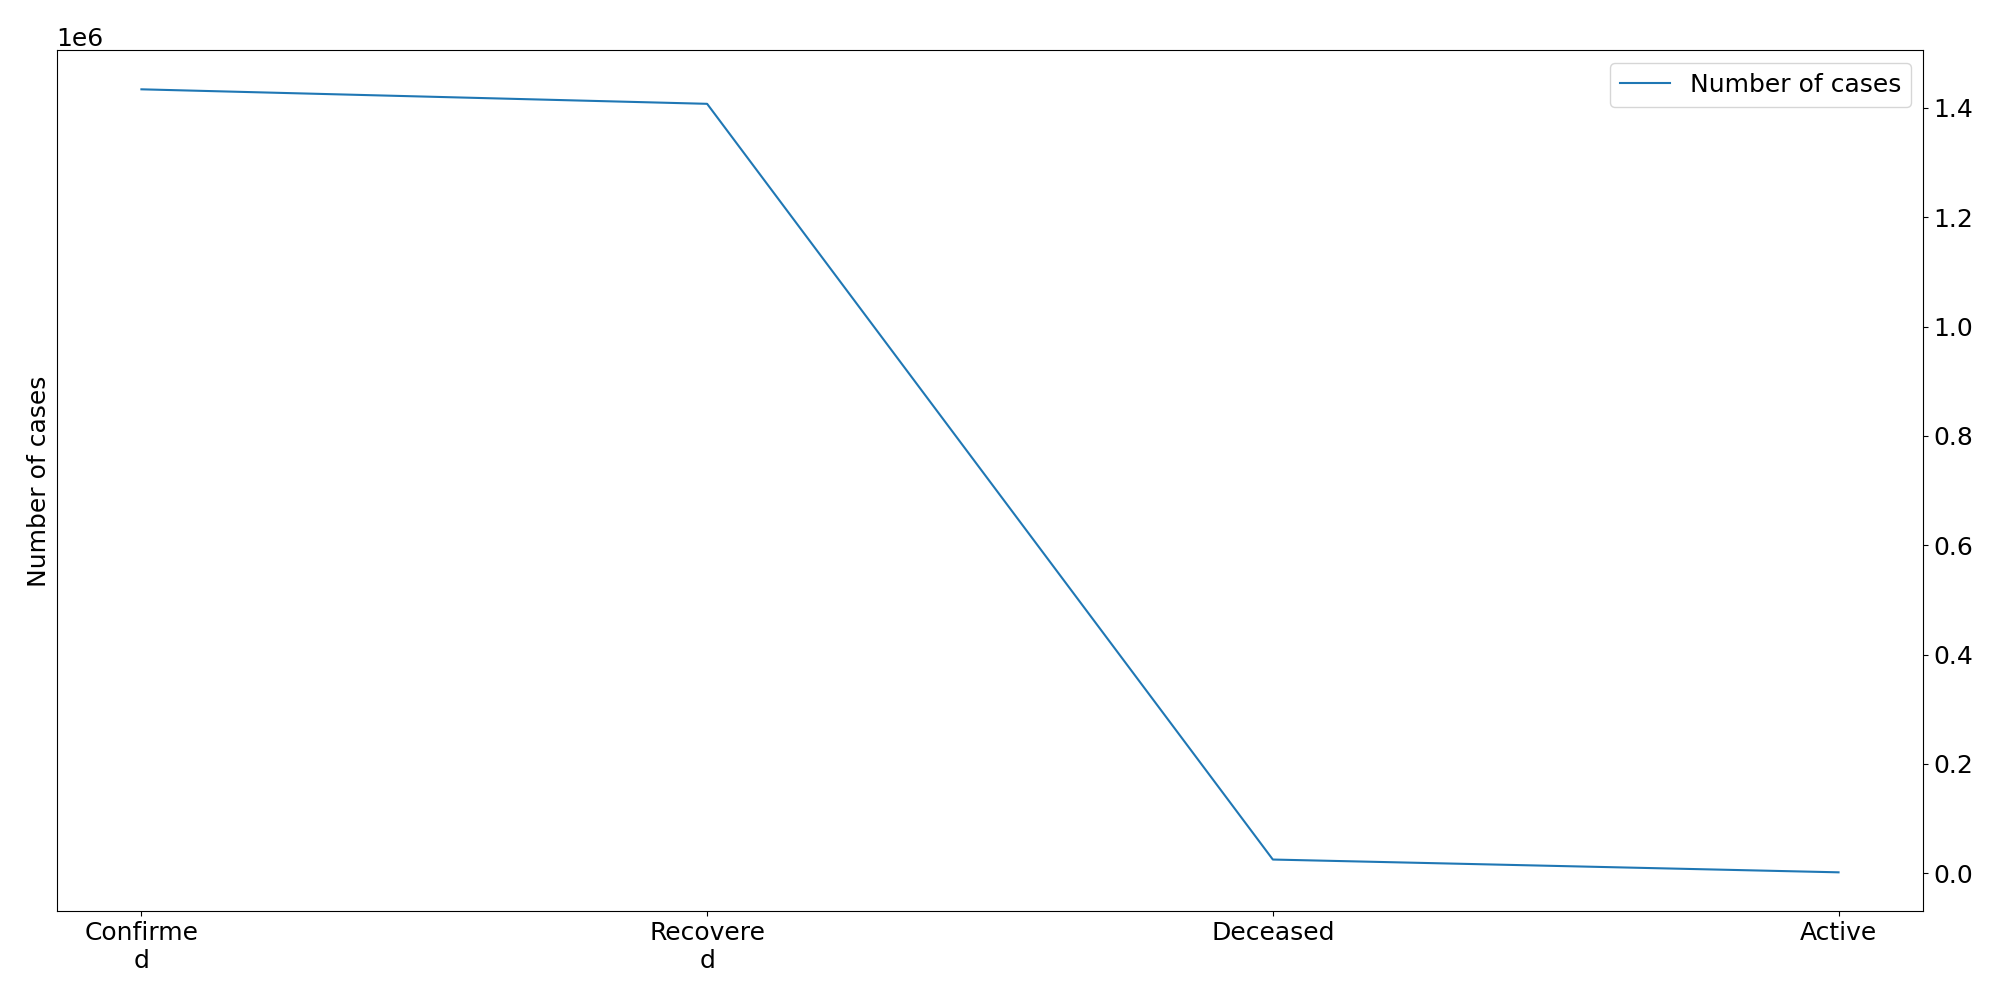 1e6
Number of cases
Number of cases
1.4
1.2
1.0
0.8
0.6
0.4
0.2
0.0
Confirme
d
Recovere
d
Deceased
Active